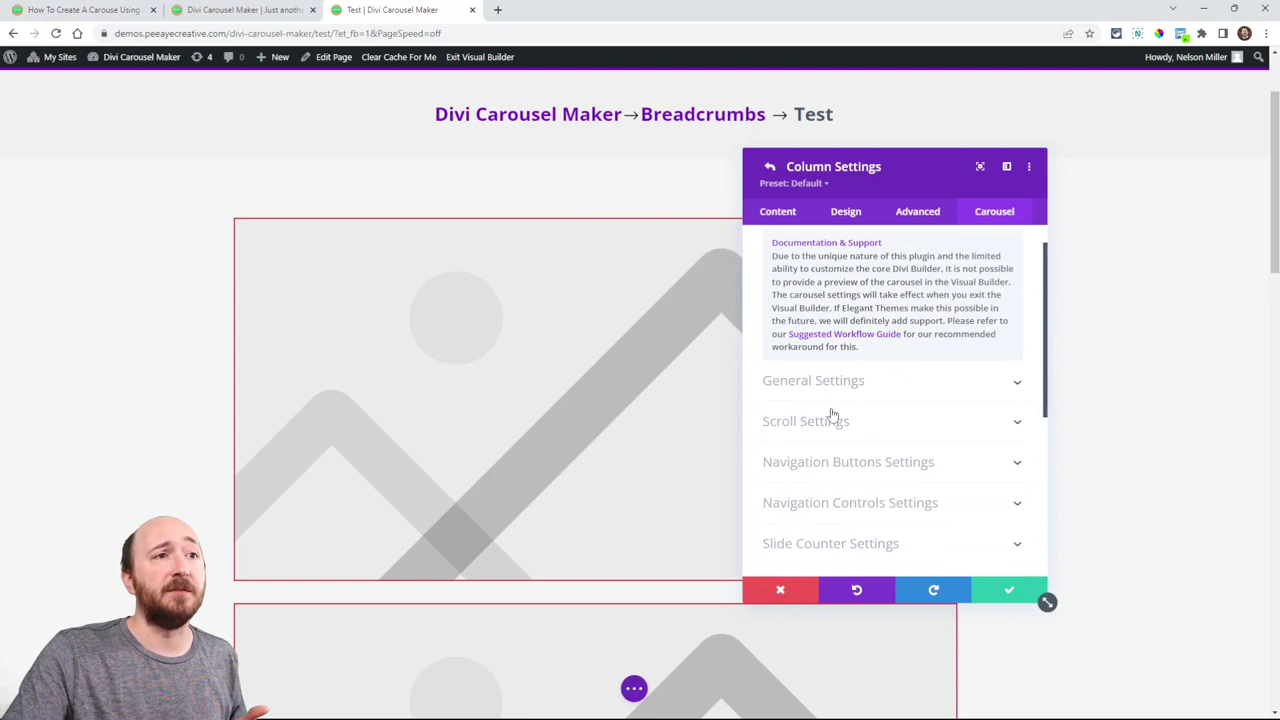 How To Create A Carouse Using
Divi Carousel Maker | Just anoth
Test | Divi Carousel Maker
demos.peeayecreative.com/divi-carousel-maker/test/?et_fb=1&PageSpeed=off
My Sites
Divi Carousel Maker
4
0
New
Edit Page
Clear Cache For Me
Exit Visual Builder
Howdy, Nelson Miller
Divi Carousel Maker→Breadcrumbs → Test
Column Settings
Preset: Default
Content
Design
Advanced
Carousel
Documentation & Support
Due to the unique nature of this plugin and the limited
ability to customize the core Divi Builder, it is not possible
to provide a preview of the carousel in the Visual Builder.
The carousel settings will take effect when you exit the
Visual Builder. If Elegant Themes make this possible in
the future, we will definitely add support. Please refer to
our Suggested Workflow Guide for our recommended
workaround for this.
General Settings
Scroll Settings
Navigation Buttons Settings
Navigation Controls Settings
Slide Counter Settings